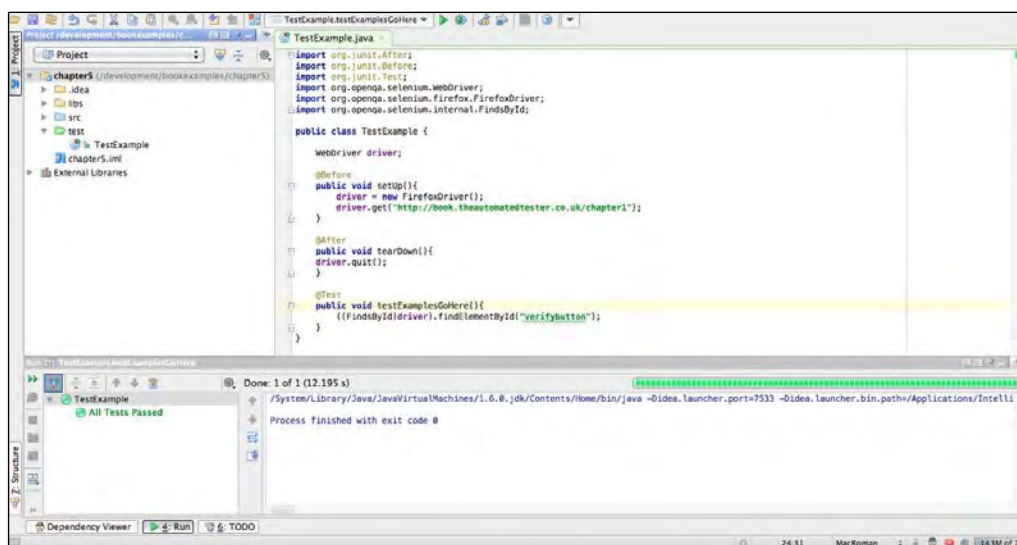 TestExample.testExamplesGoHere
Project
1: Project
chapter5 (/development/bookexamples/chapter5)
.idea
libs
src
test
TestExample
chapter5.iml
External Libraries
TestExample.java
import org.junit.After;
import org.junit.Before;
import org.junit.Test;
import org.openqa.selenium.WebDriver;
import org.openqa.selenium.firefox.FirefoxDriver;
import org.openqa.selenium.internal.FindsById;
public class TestExample {
WebDriver driver;
@Before
public void setUp(){
driver = new FirefoxDriver();
driver.get("http://book.theautomatedtester.co.uk/chapter1");
}
@After
public void tearDown(){
driver.quit();
}
@Test
public void testExamplesGoHere(){
((FindsById)driver).findElementById("verifybutton");
}
}
Done: 1 of 1 (12.195 s)
TestExample
All Tests Passed
/System/Library/Java/JavaVirtualMachines/1.6.0.jdk/Contents/Home/bin/java -Didea.launcher.port=7533 -Didea.launcher.bin.path=/Applications/Intelli
Process finished with exit code 0
Z: Structure
Dependency Viewer
4: Run
6: TODO
24:31
MacRoman